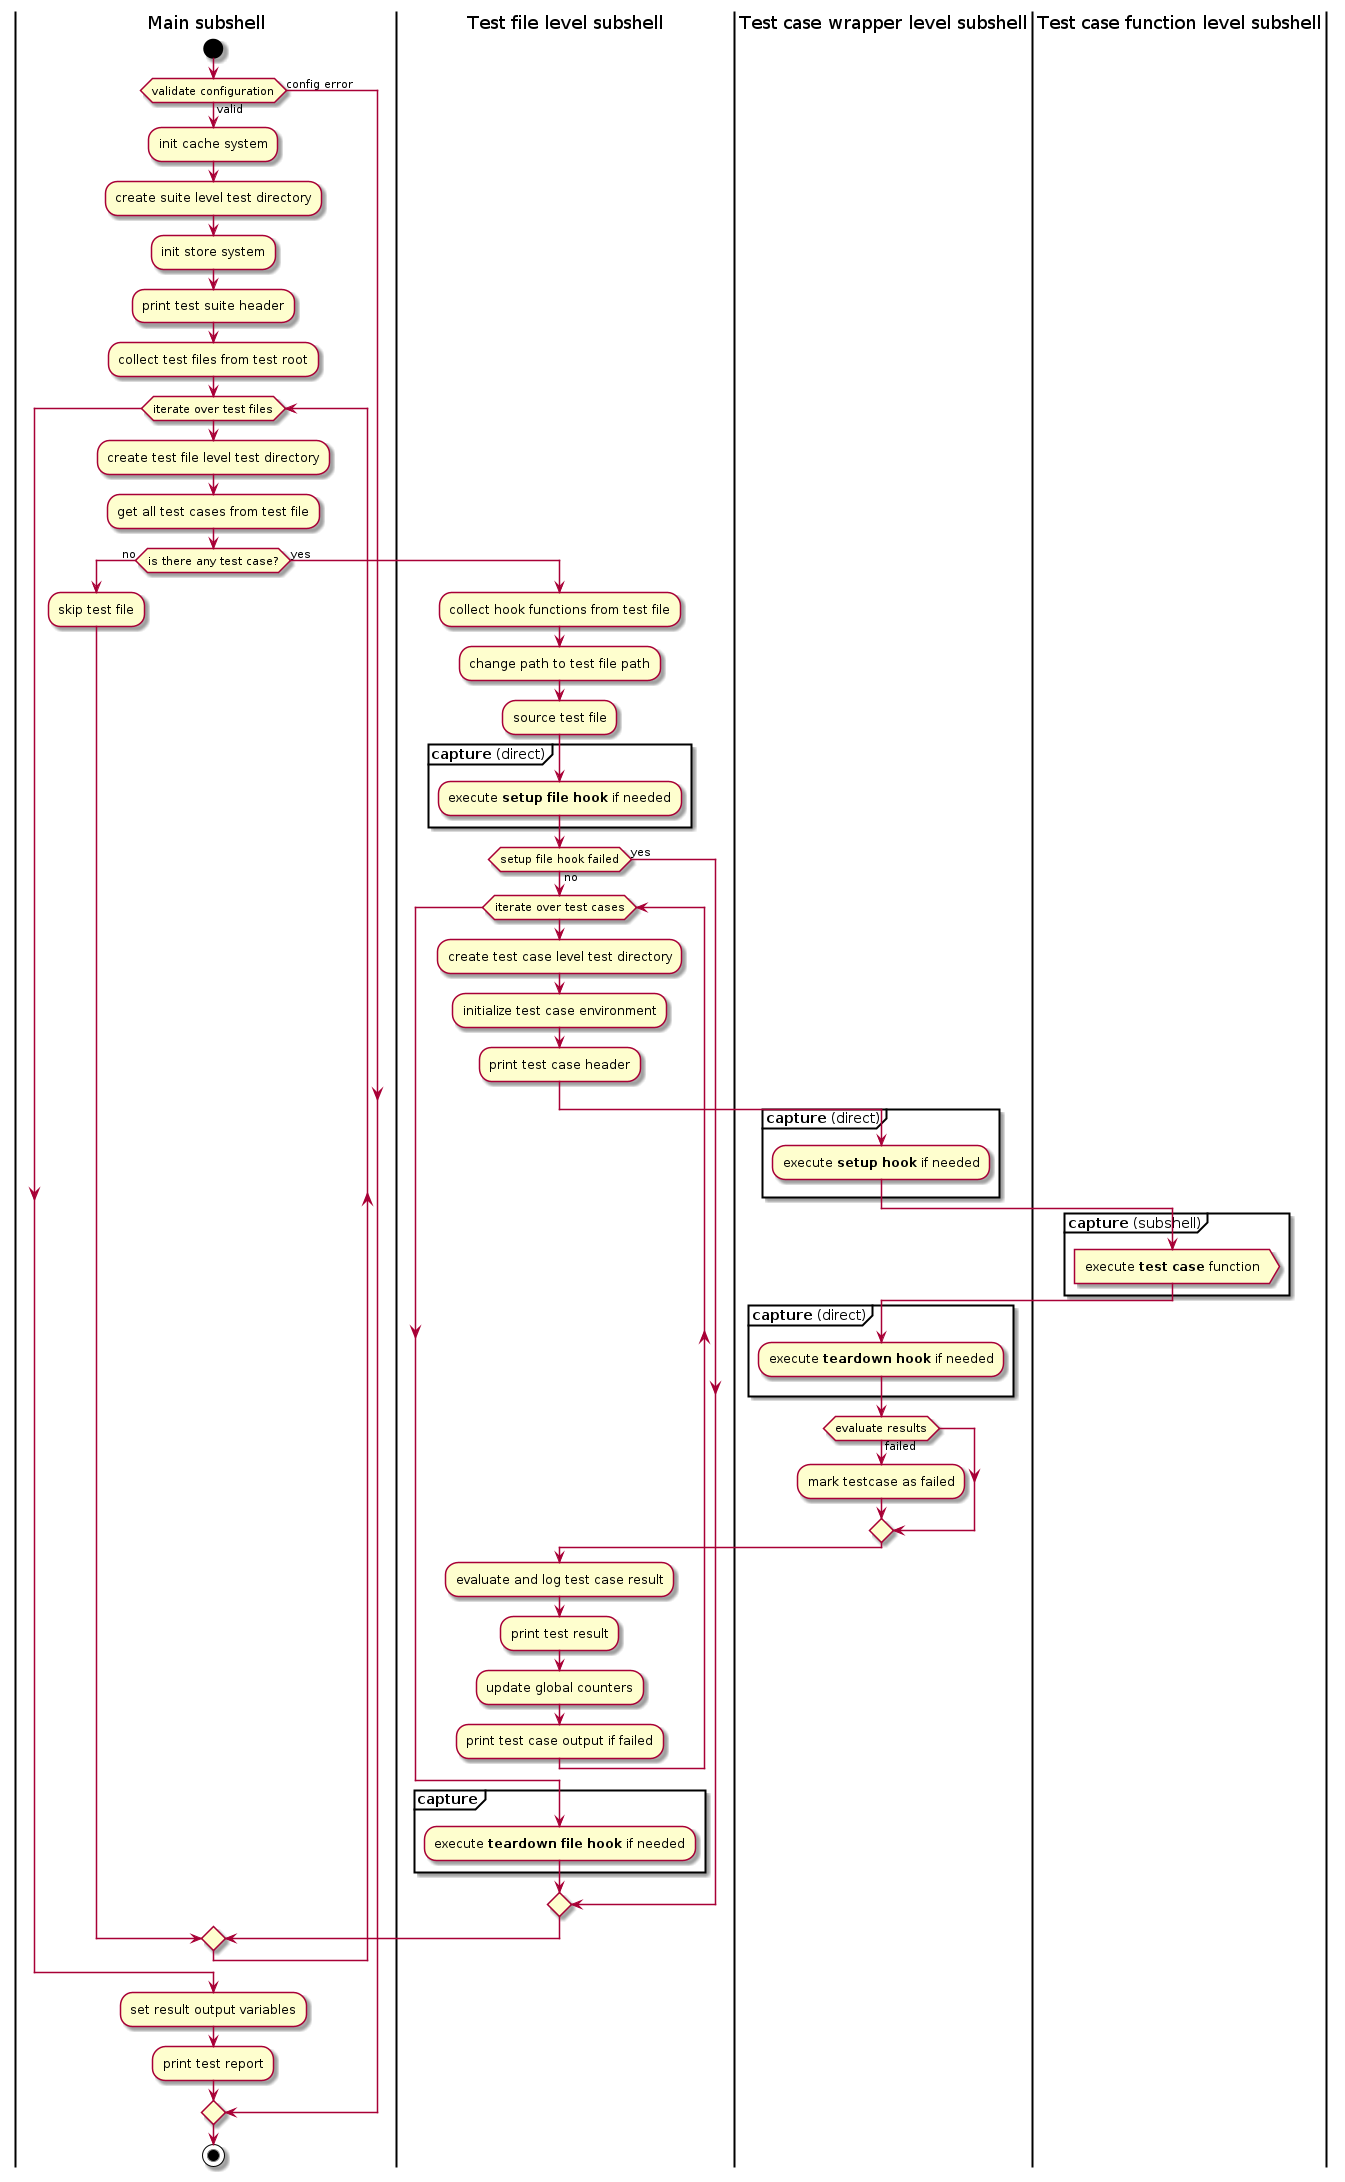 Main subshell
Test file level subshell
Test case wrapper level subshell
Test case function level subshell
validate configuration
config error
valid
init cache system
create suite level test directory
init store system
print test suite header
collect test files from test root
iterate over test files
create test file level test directory
get all test cases from test file
no
is there any test case?
yes
skip test file
collect hook functions from test file
change path to test file path
source test file
capture (direct)
execute setup file hook if needed
setup file hook failed
yes
no
iterate over test cases
create test case level test directory
initialize test case environment
print test case header
capture (direct)
execute setup hook if needed
capture (subshell)
execute test case function
capture (direct)
execute teardown hook if needed
evaluate results
failed
mark testcase as failed
evaluate and log test case result
print test result
update global counters
print test case output if failed
capture
execute teardown file hook if needed
set result output variables
print test report